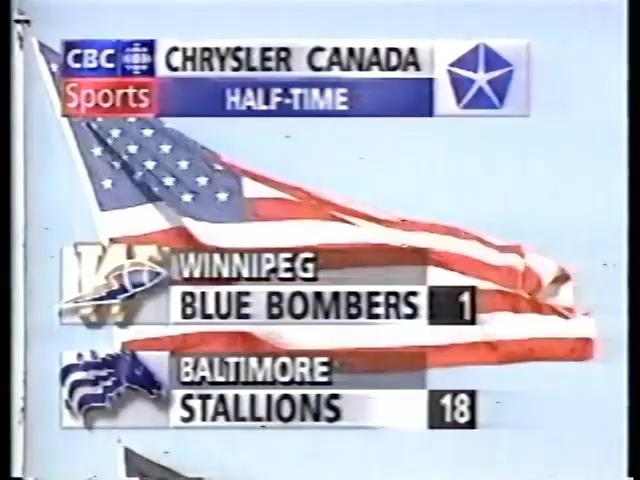 CBC
CHRYSLER CANADA
Sports
HALF-TIME
W
WINNIPEG
BLUE BOMBERS 1
BALTIMORE
STALLIONS 18